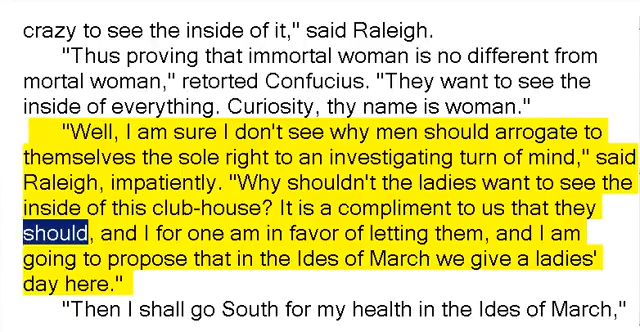 crazy to see the inside of it," said Raleigh.
"Thus proving that immortal woman is no different from
mortal woman," retorted Confucius. "They want to see the
inside of everything. Curiosity, thy name is woman."
"Well, I am sure I don't see why men should arrogate to
themselves the sole right to an investigating turn of mind," said
Raleigh, impatiently. "Why shouldn't the ladies want to see the
inside of this club-house? It is a compliment to us that they
should, and I for one am in favor of letting them, and I am
going to propose that in the Ides of March we give a ladies'
day here."
"Then I shall go South for my health in the Ides of March,"